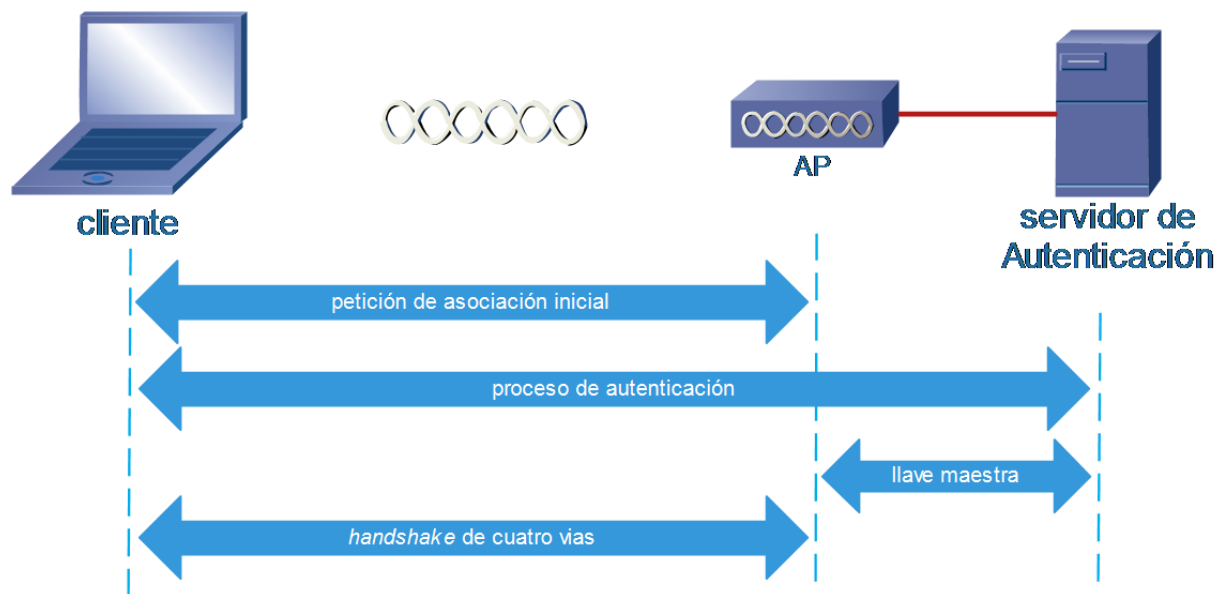 cliente
AP
servidor de
Autenticación
petición de asociación inicial
proceso de autenticación
llave maestra
handshake de cuatro vias